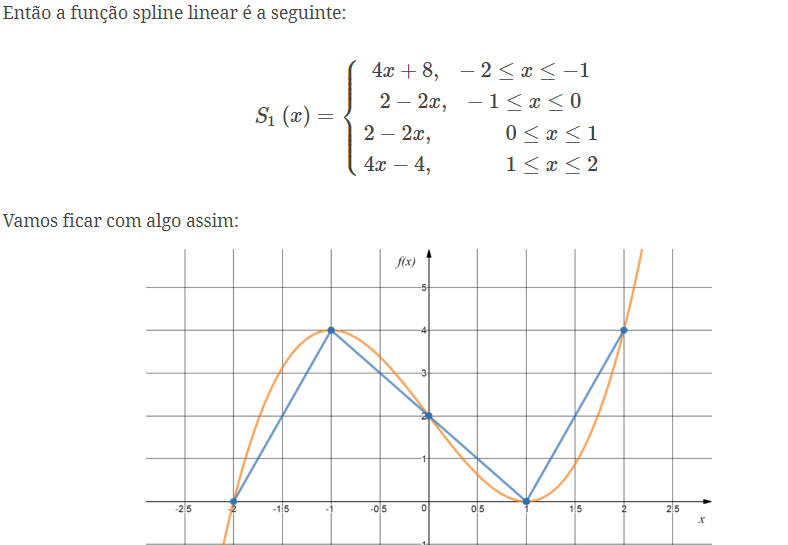 Então a função spline linear é a seguinte:
4x + 8, − 2 ≤ x ≤ −1
2 − 2x, − 1 ≤ x ≤ 0
S₁ (x) = {
2 − 2x, 0 ≤ x ≤ 1
4x − 4, 1 ≤ x ≤ 2
Vamos ficar com algo assim:
f(x)
5
4
3
2
1
-2.5 -2 -1.5 -1 -0.5 0 0.5 1 1.5 2 2.5
x
-1